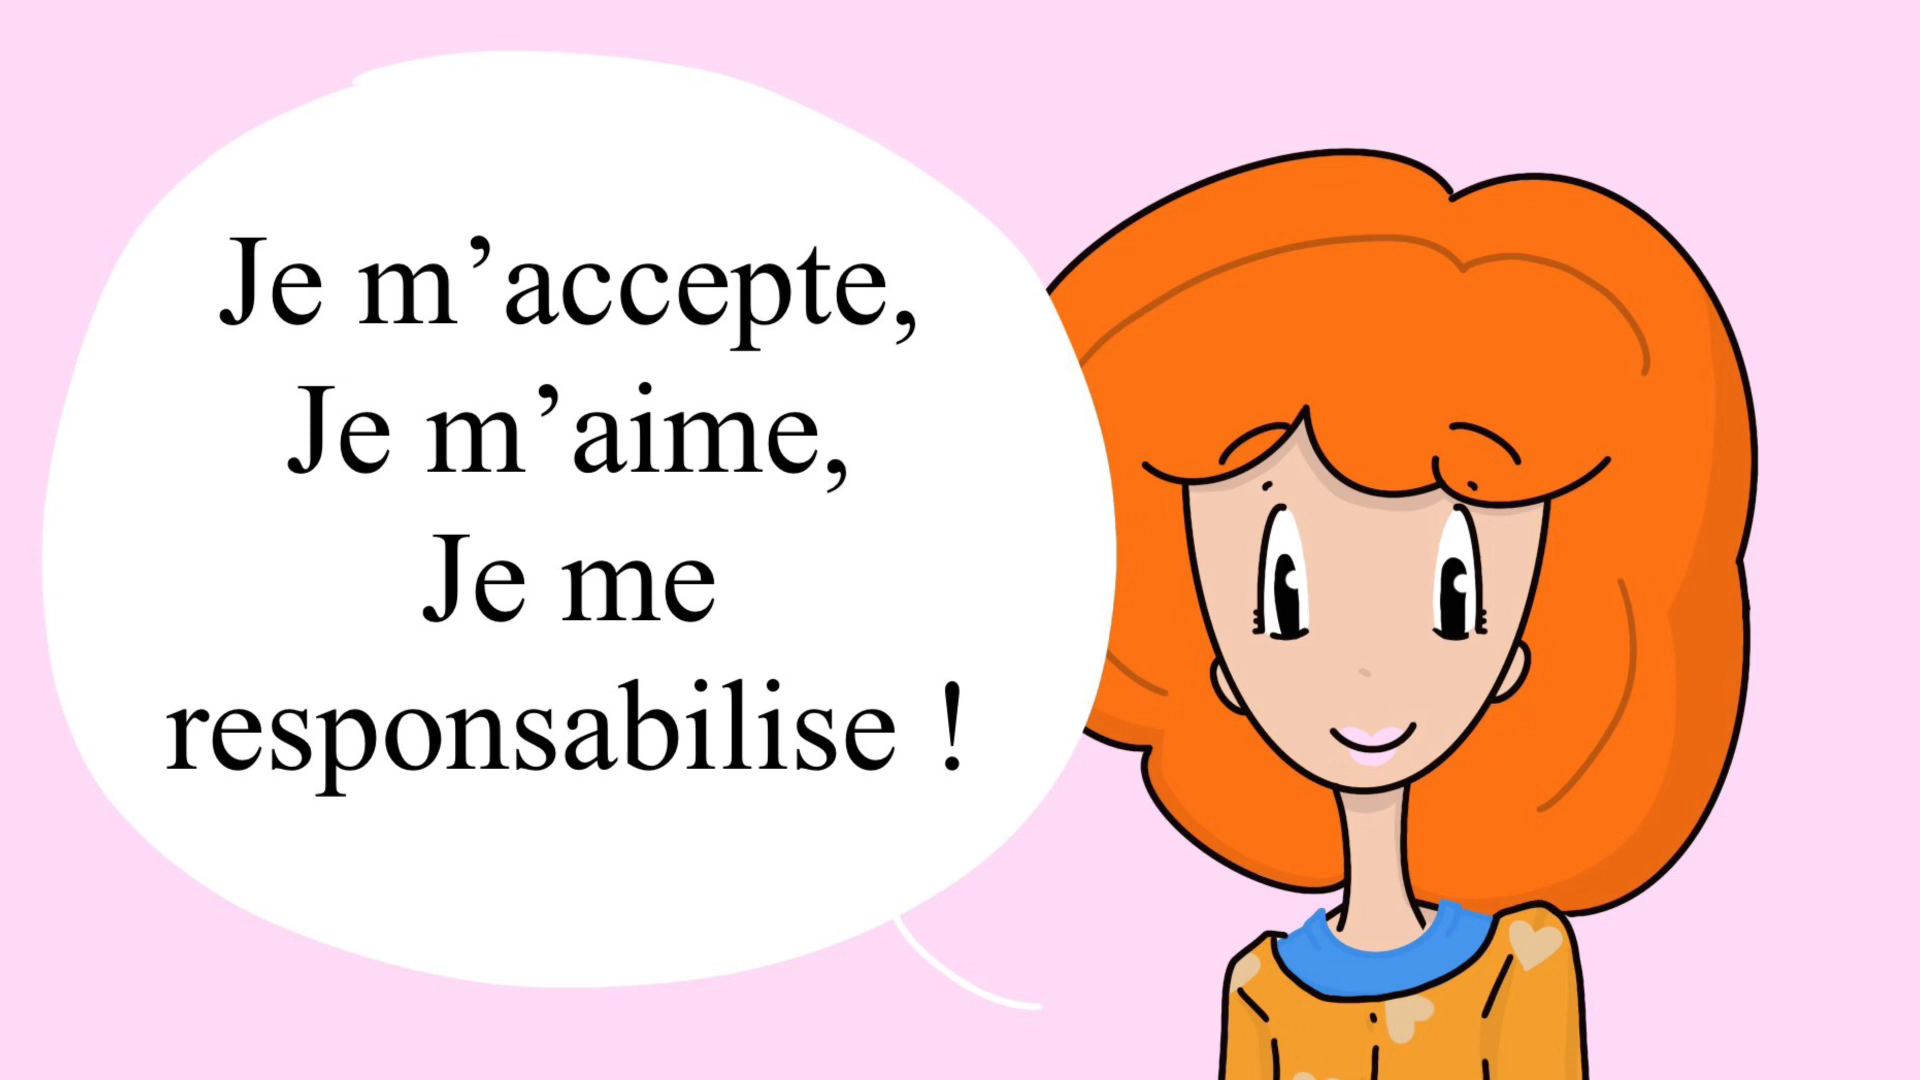 Je m’accepte,
Je m’aime,
Je me
responsabilise !